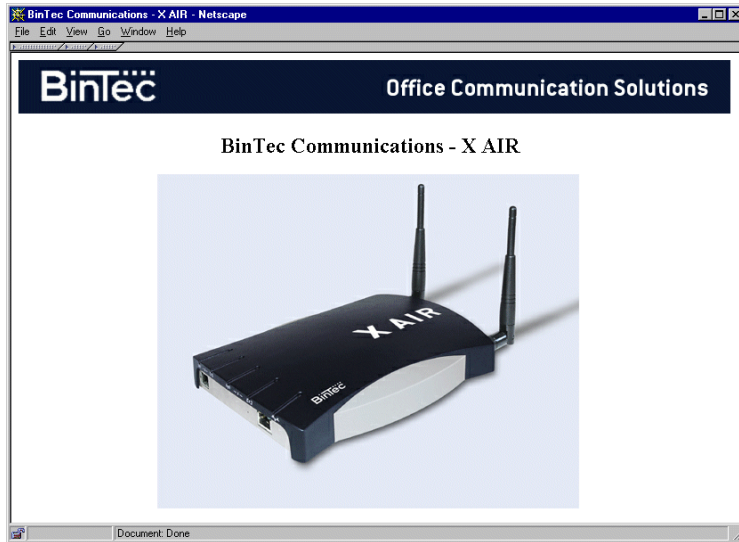 BinTec Communications - X AIR - Netscape
File Edit View Go Window Help
BinTec
Office Communication Solutions
BinTec Communications - X AIR
X AIR
BinTec
Document: Done